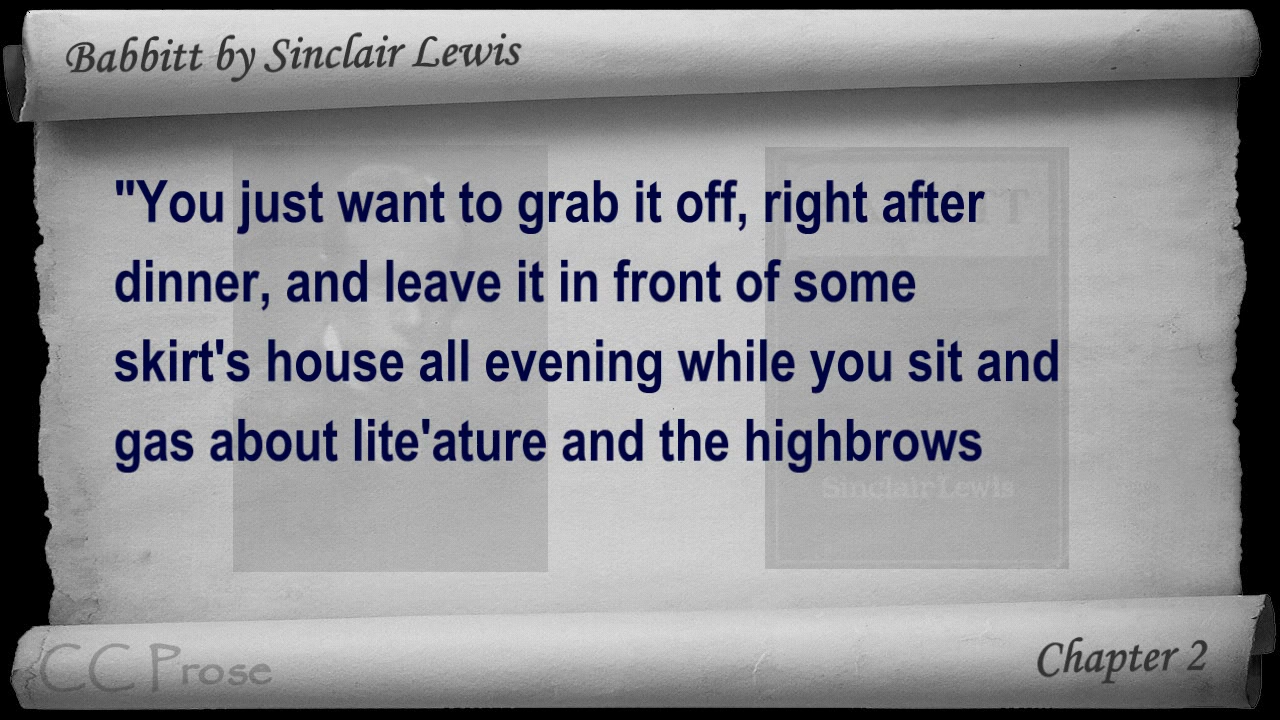 Babbitt by Sinclair Lewis
"You just want to grab it off, right after
dinner, and leave it in front of some
skirt's house all evening while you sit and
gas about lite'ature and the highbrows
Sinclair Lewis
CC Prose
Chapter 2